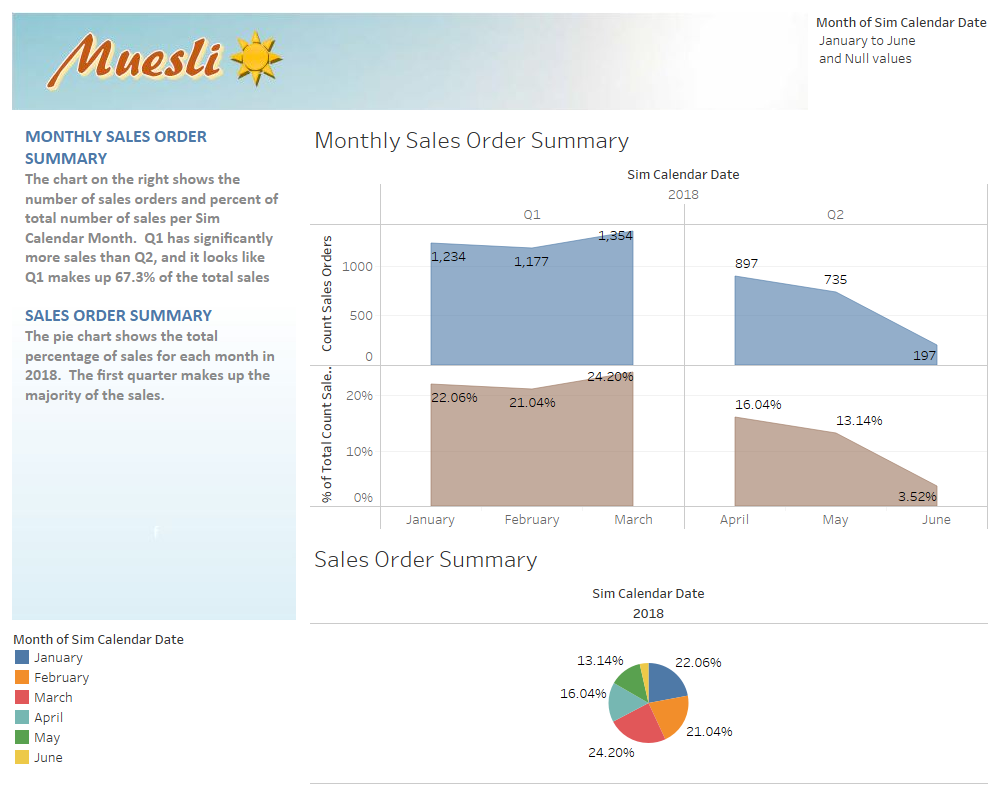 Muesli
Month of Sim Calendar Date
January to June
and Null values
MONTHLY SALES ORDER
SUMMARY
The chart on the right shows the
number of sales orders and percent of
total number of sales per Sim
Calendar Month.  Q1 has significantly
more sales than Q2, and it looks like
Q1 makes up 67.3% of the total sales
SALES ORDER SUMMARY
The pie chart shows the total
percentage of sales for each month in
2018.  The first quarter makes up the
majority of the sales.
f
Month of Sim Calendar Date
January
February
March
April
May
June
Monthly Sales Order Summary
Sim Calendar Date
2018
Q1 Q2
Count Sales Orders
1000
500
0
1,234 1,177 1,354 897 735 197
% of Total Count Sale..
20%
10%
0%
22.06% 21.04% 24.20% 16.04% 13.14% 3.52%
January February March April May June
Sales Order Summary
Sim Calendar Date
2018
13.14% 22.06%
16.04%
21.04%
24.20%